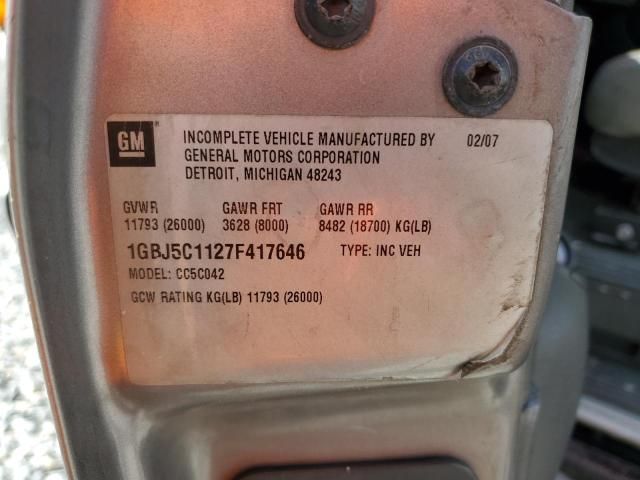 GM
INCOMPLETE VEHICLE MANUFACTURED BY 02/07
GENERAL MOTORS CORPORATION
DETROIT, MICHIGAN 48243
GVWR GAWR FRT GAWR RR
11793 (26000) 3628 (8000) 8482 (18700) KG(LB)
1GBJ5C1127F417646 TYPE: INC VEH
MODEL: CC5C042
GCW RATING KG(LB) 11793 (26000)